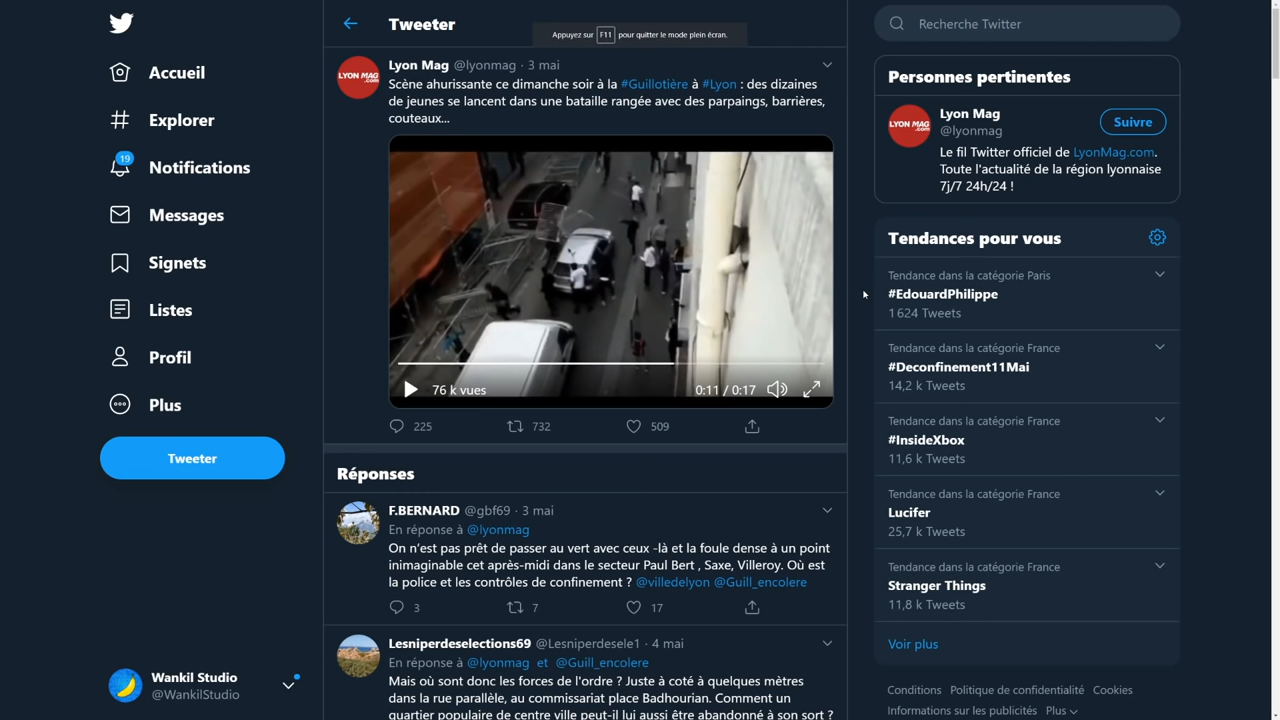 Accueil
Explorer
19
Notifications
Messages
Signets
Listes
Profil
Plus
Tweeter
Wankil Studio
@WankilStudio
Tweeter
Appuyez sur F11 pour quitter le mode plein écran.
LYON MAG .com
Lyon Mag @lyonmag · 3 mai
Scène ahurissante ce dimanche soir à la #Guillotière à #Lyon : des dizaines
de jeunes se lancent dans une bataille rangée avec des parpaings, barrières,
couteaux...
76 k vues
0:11 / 0:17
225 732 509
Réponses
F.BERNARD @gbf69 · 3 mai
En réponse à @lyonmag
On n’est pas prêt de passer au vert avec ceux -là et la foule dense à un point
inimaginable cet après-midi dans le secteur Paul Bert , Saxe, Villeroy. Où est
la police et les contrôles de confinement ? @villedelyon @Guill_encolere
3 7 17
Lesniperdeselections69 @Lesniperdesele1 · 4 mai
En réponse à @lyonmag et @Guill_encolere
Mais où sont donc les forces de l'ordre ? Juste à coté à quelques mètres
dans la rue parallèle, au commissariat place Badhourian. Comment un
quartier populaire de centre ville peut-il lui aussi être abandonné à son sort ?
Recherche Twitter
Personnes pertinentes
LYON MAG .com
Lyon Mag
@lyonmag
Suivre
Le fil Twitter officiel de LyonMag.com.
Toute l'actualité de la région lyonnaise
7j/7 24h/24 !
Tendances pour vous
Tendance dans la catégorie Paris
#EdouardPhilippe
1 624 Tweets
Tendance dans la catégorie France
#Deconfinement11Mai
14,2 k Tweets
Tendance dans la catégorie France
#InsideXbox
11,6 k Tweets
Tendance dans la catégorie France
Lucifer
25,7 k Tweets
Tendance dans la catégorie France
Stranger Things
11,8 k Tweets
Voir plus
Conditions Politique de confidentialité Cookies
Informations sur les publicités Plus